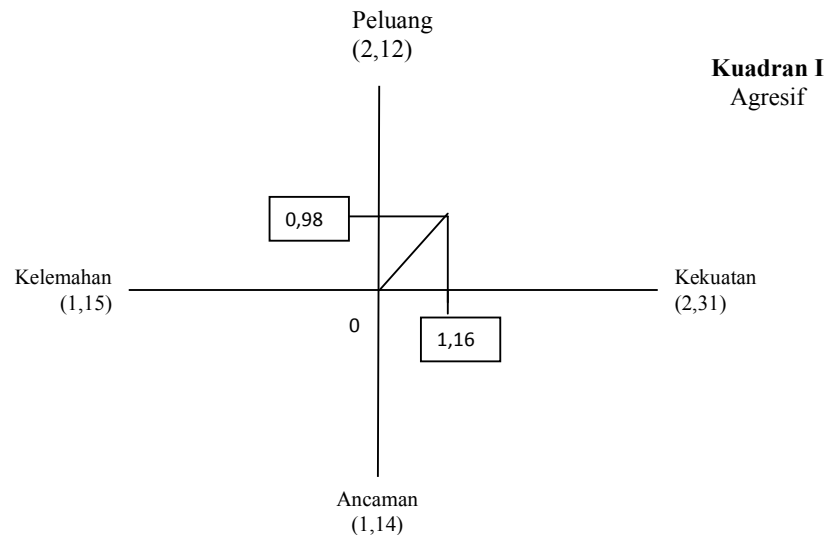 Peluang
(2,12)
Kuadran I
Agresif
0,98
Kelemahan
(1,15)
Kekuatan
(2,31)
0
1,16
Ancaman
(1,14)